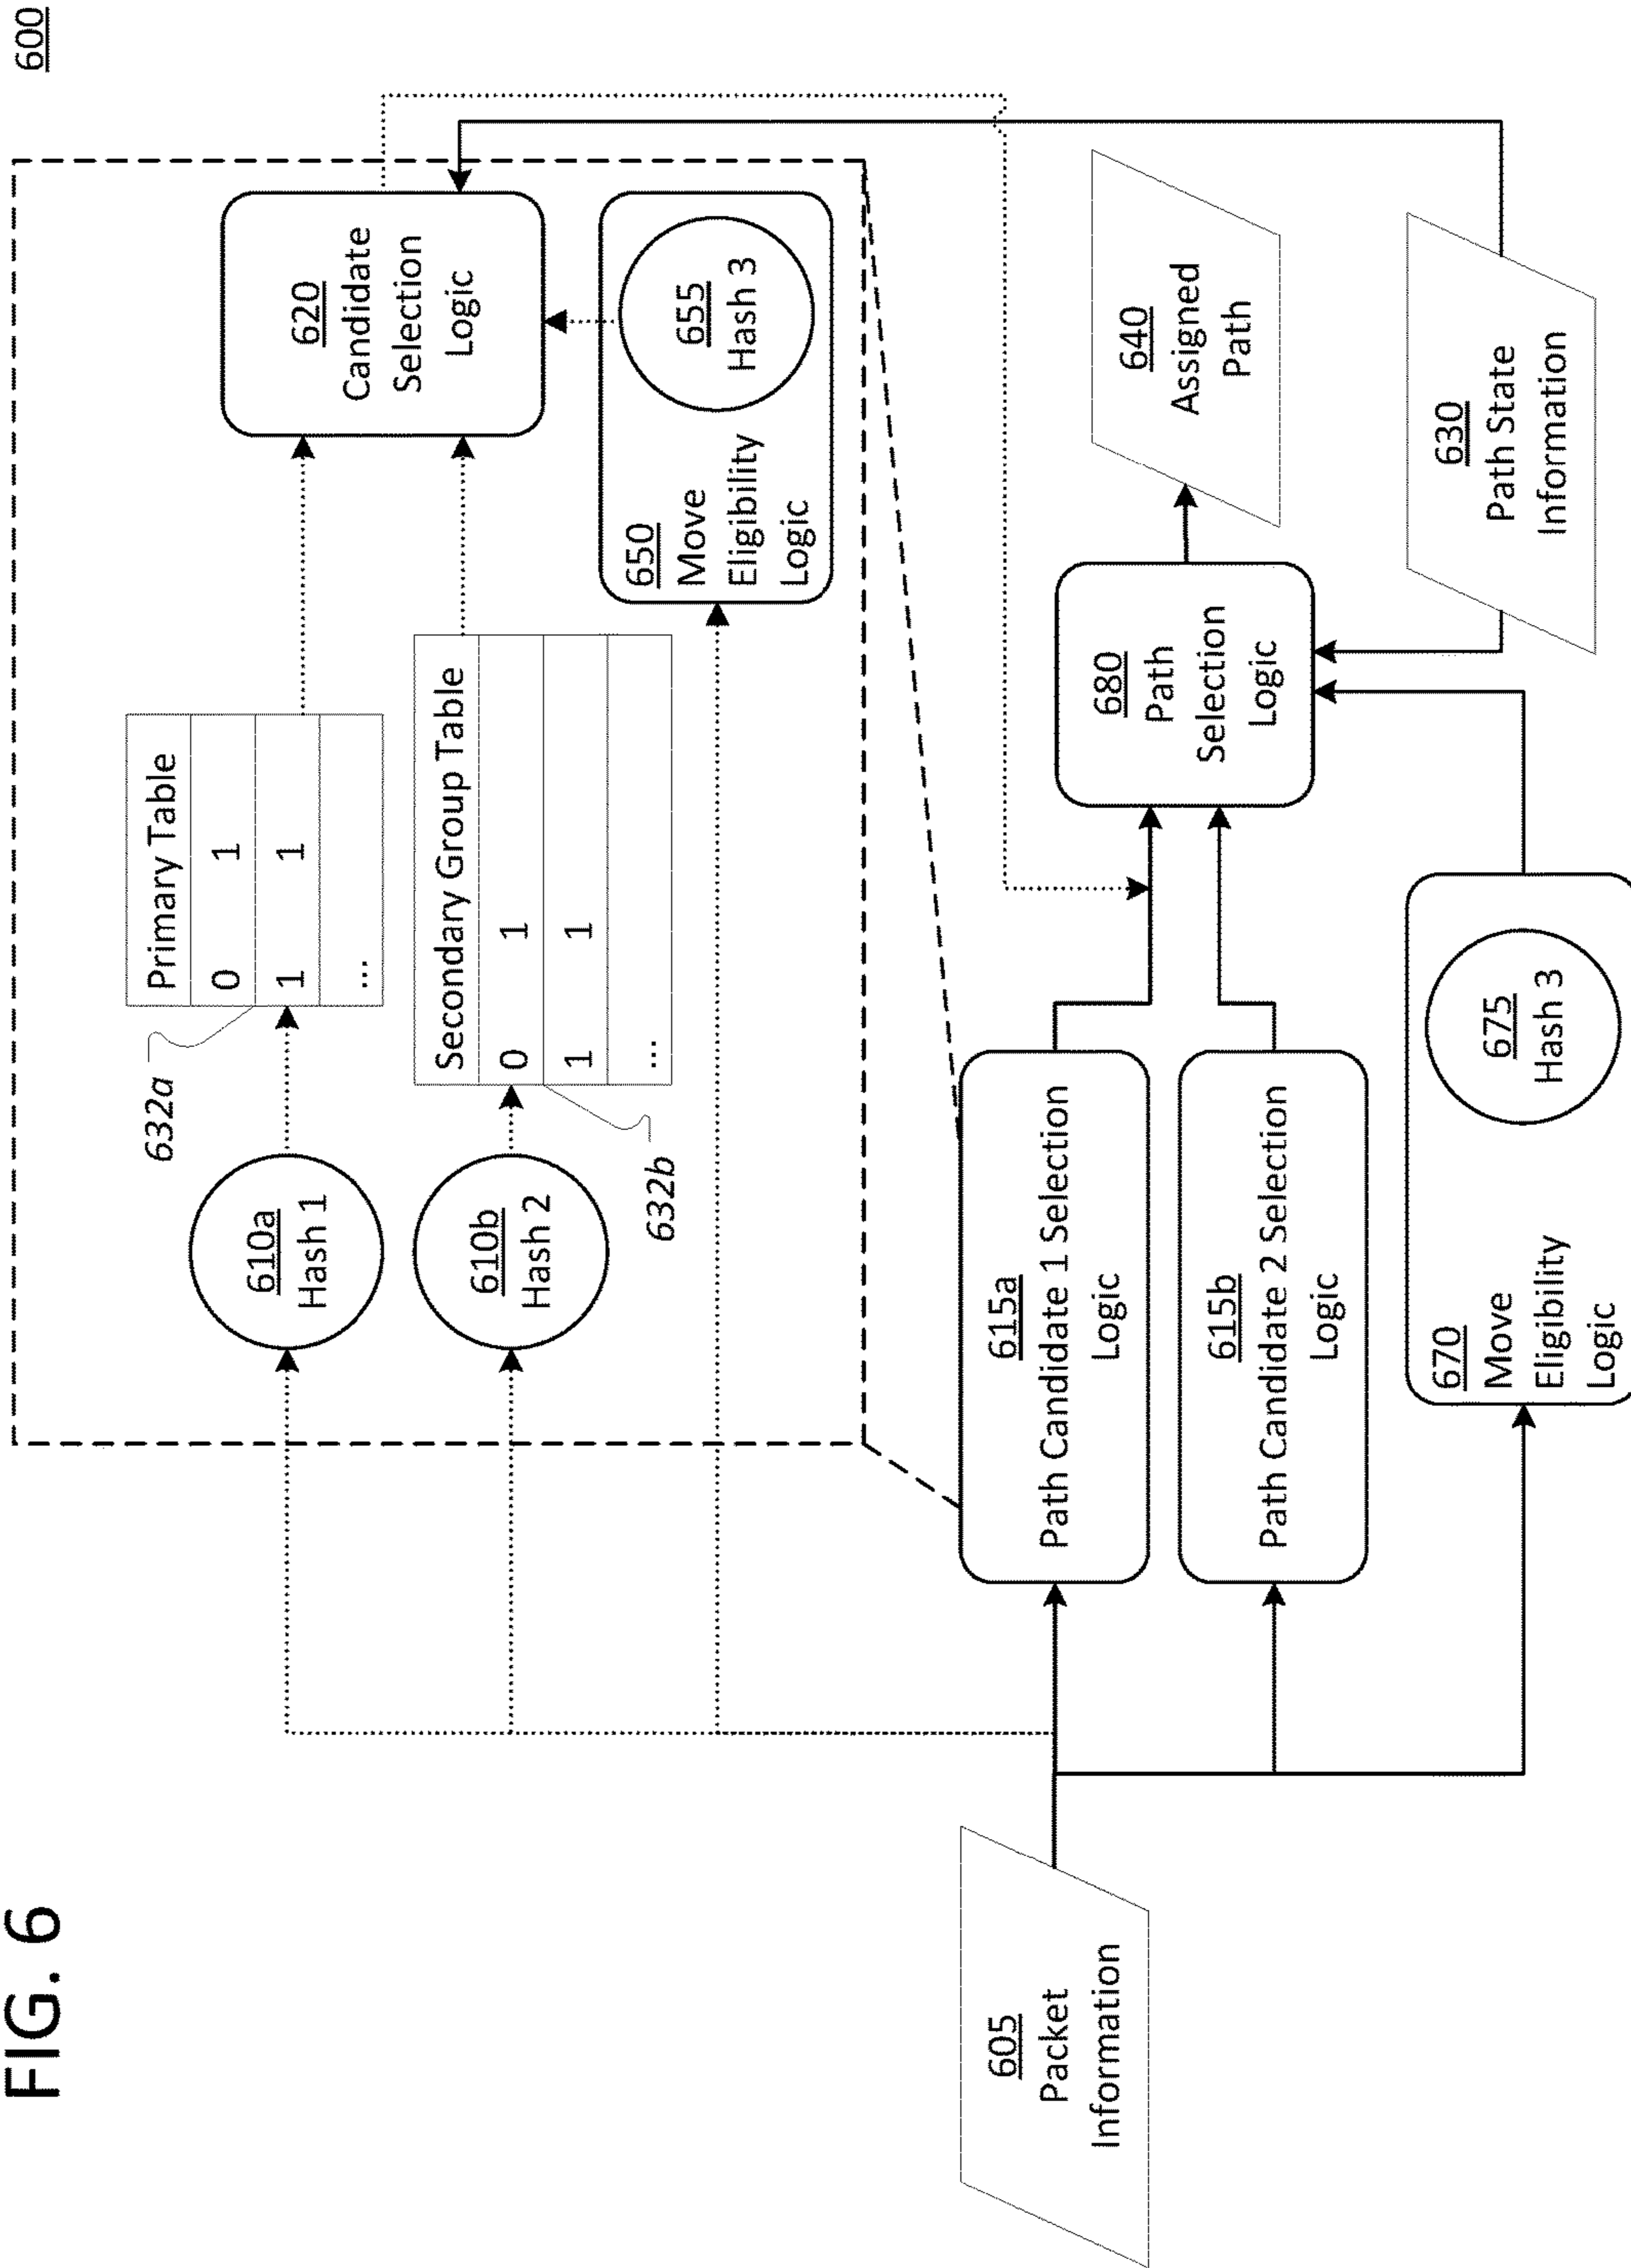 FIG. 6
600
610a
Hash 1
610b
Hash 2
632a
632b
Primary Table
0 1
1 1
...
Secondary Group Table
0 1
1 1
...
620
Candidate
Selection
Logic
650
Move
Eligibility
Logic
655
Hash 3
605
Packet
Information
615a
Path Candidate 1 Selection
Logic
615b
Path Candidate 2 Selection
Logic
670
Move
Eligibility
Logic
675
Hash 3
680
Path
Selection
Logic
640
Assigned
Path
630
Path State
Information